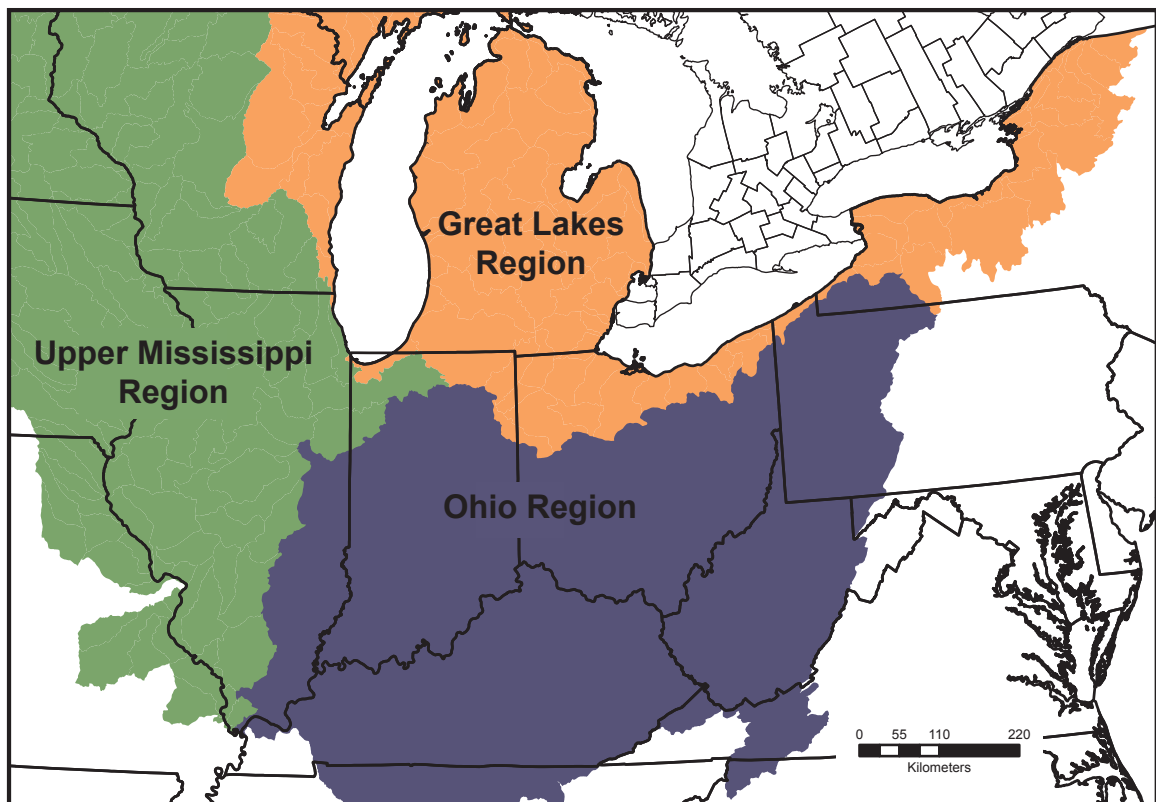 Great Lakes
Region
Upper Mississippi
Region
Ohio Region
0 55 110 220
Kilometers